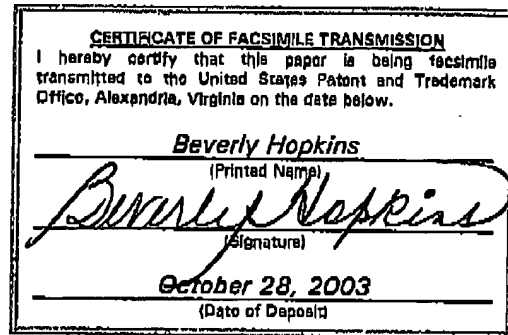 CERTIFICATE OF FACSIMILE TRANSMISSION
I hereby certify that this paper is being facsimile
transmitted to the United States Patent and Trademark
Office, Alexandria, Virginia on the date below.
Beverly Hopkins
(Printed Name)
Beverly Hopkins
(Signature)
October 28, 2003
(Date of Deposit)